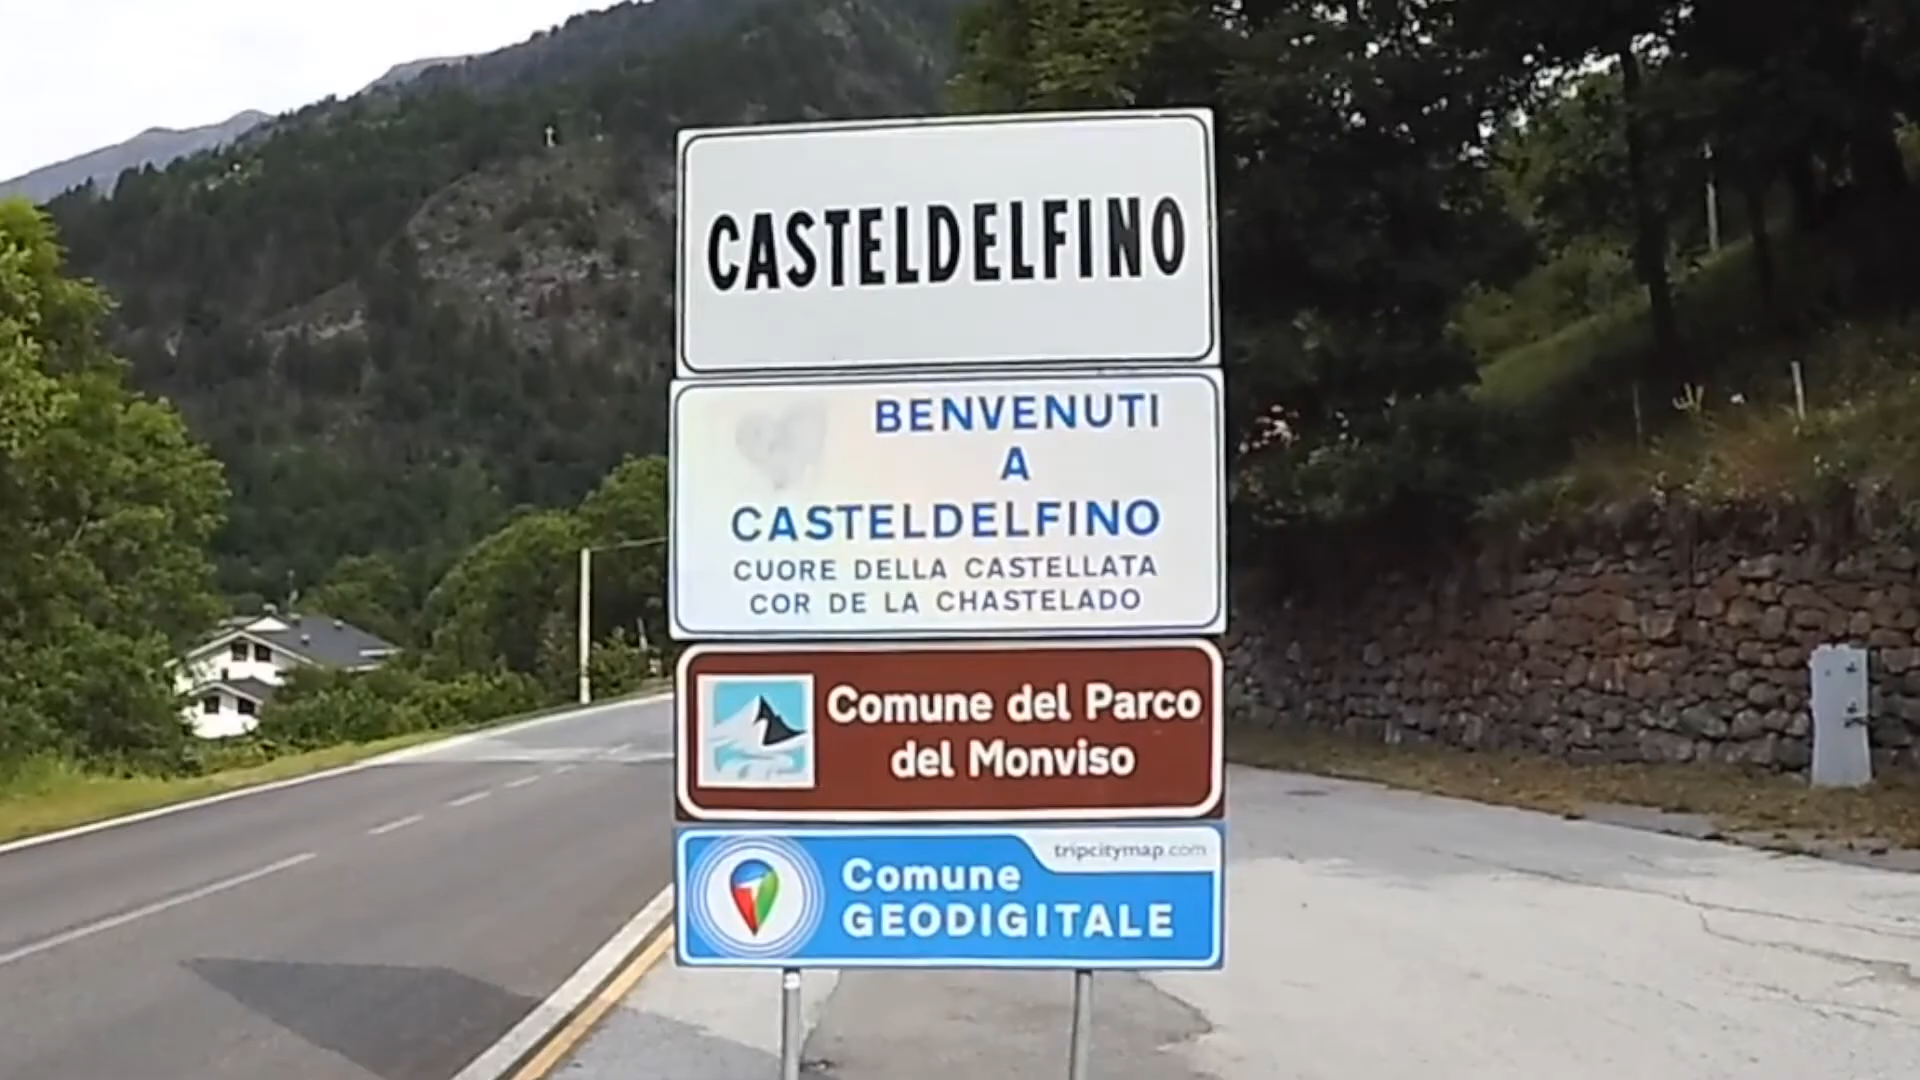 CASTELDELFINO
BENVENUTI
A
CASTELDELFINO
CUORE DELLA CASTELLATA
COR DE LA CHASTELADO
Comune del Parco
del Monviso
tripcitymap.com
Comune
GEODIGITALE